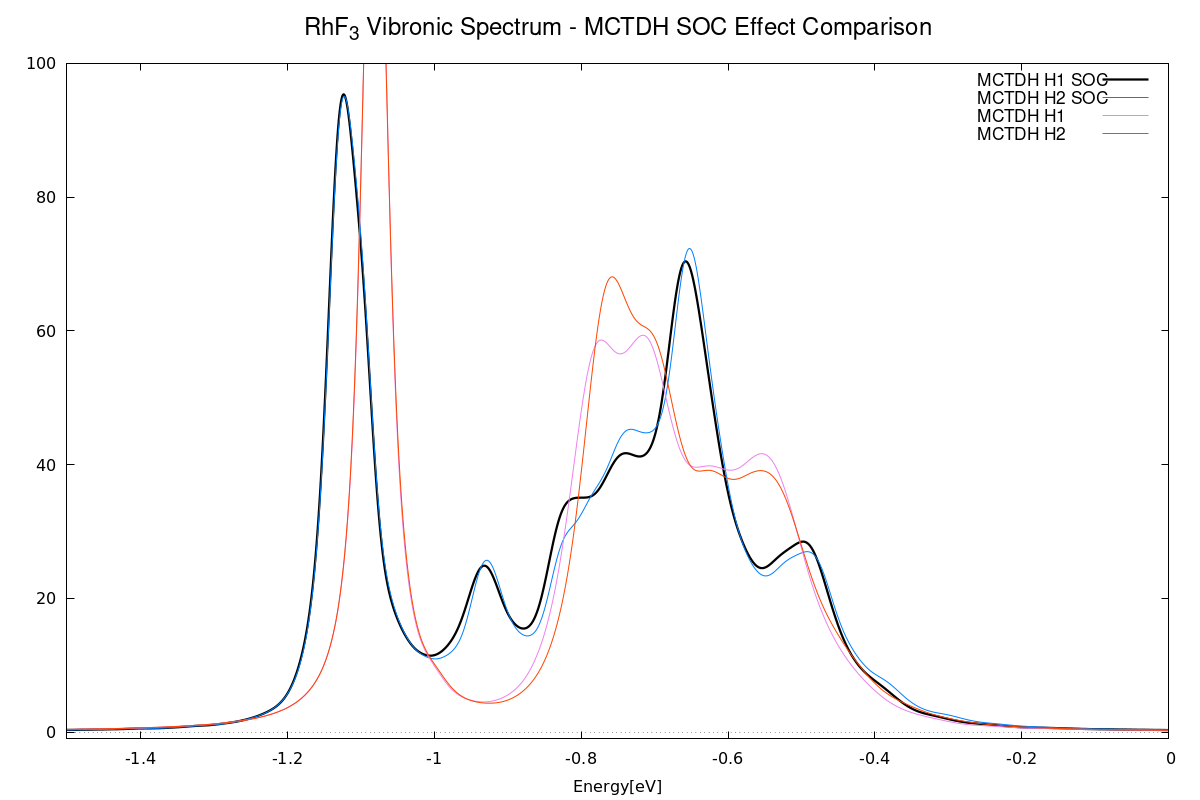 RhF3 Vibronic Spectrum - MCTDH SOC Effect Comparison
100
80
60
40
20
0
MCTDH H1 SOC
MCTDH H2 SOC
MCTDH H1
MCTDH H2
-1.4 -1.2 -1 -0.8 -0.6 -0.4 -0.2 0
Energy[eV]